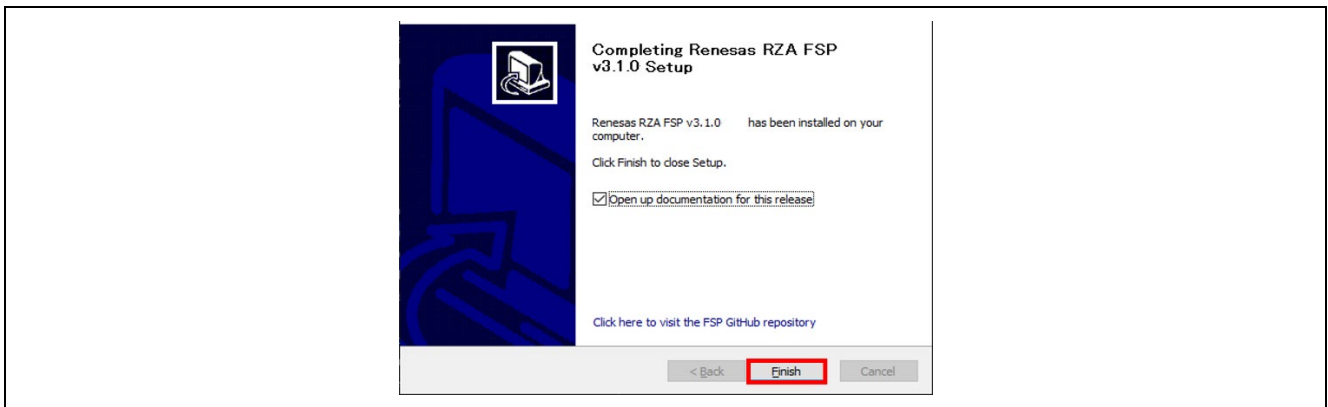 Completing Renesas RZA FSP
v3.1.0 Setup
Renesas RZA FSP v3.1.0 has been installed on your
computer.
Click Finish to close Setup.
Open up documentation for this release
Click here to visit the FSP GitHub repository
< Back Finish Cancel